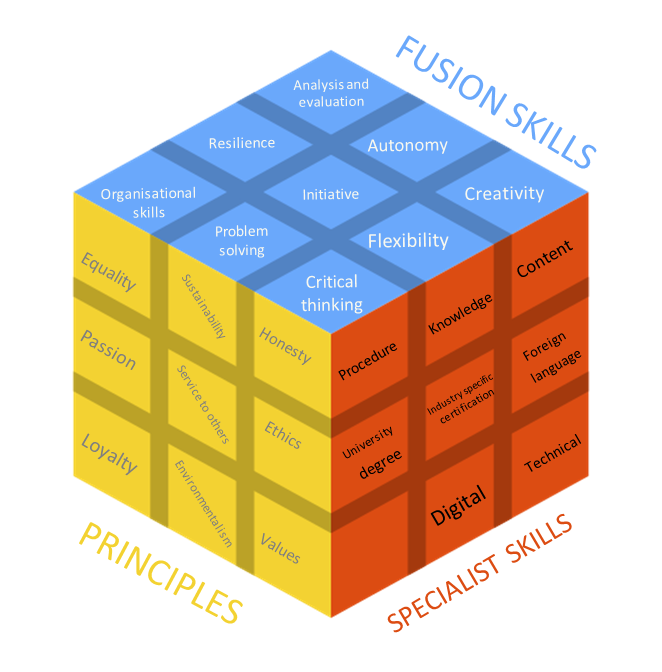 FUSION SKILLS
Analysis and
evaluation
Resilience
Autonomy
Organisational
skills
Initiative
Creativity
Problem
solving
Flexibility
Critical
thinking
Equality
Sustainability
Honesty
Passion
Service to others
Ethics
Loyalty
Environmentalism
Values
PRINCIPLES
Procedure
Knowledge
Content
University
degree
Industry specific
certification
Foreign
language
Digital
Technical
SPECIALIST SKILLS